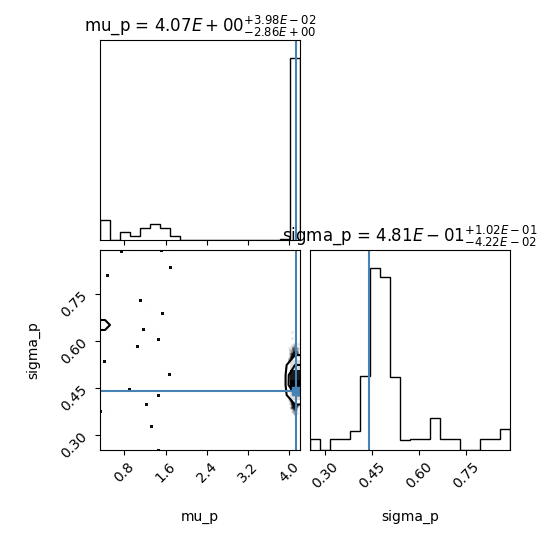 mu_p = 4.07E + 00+3.98E − 02 −2.86E + 00
sigma_p = 4.81E − 01+1.02E − 01 −4.22E − 02
sigma_p
0.75
0.60
0.45
0.30
0.8 1.6 2.4 3.2 4.0
0.30 0.45 0.60 0.75
mu_p
sigma_p